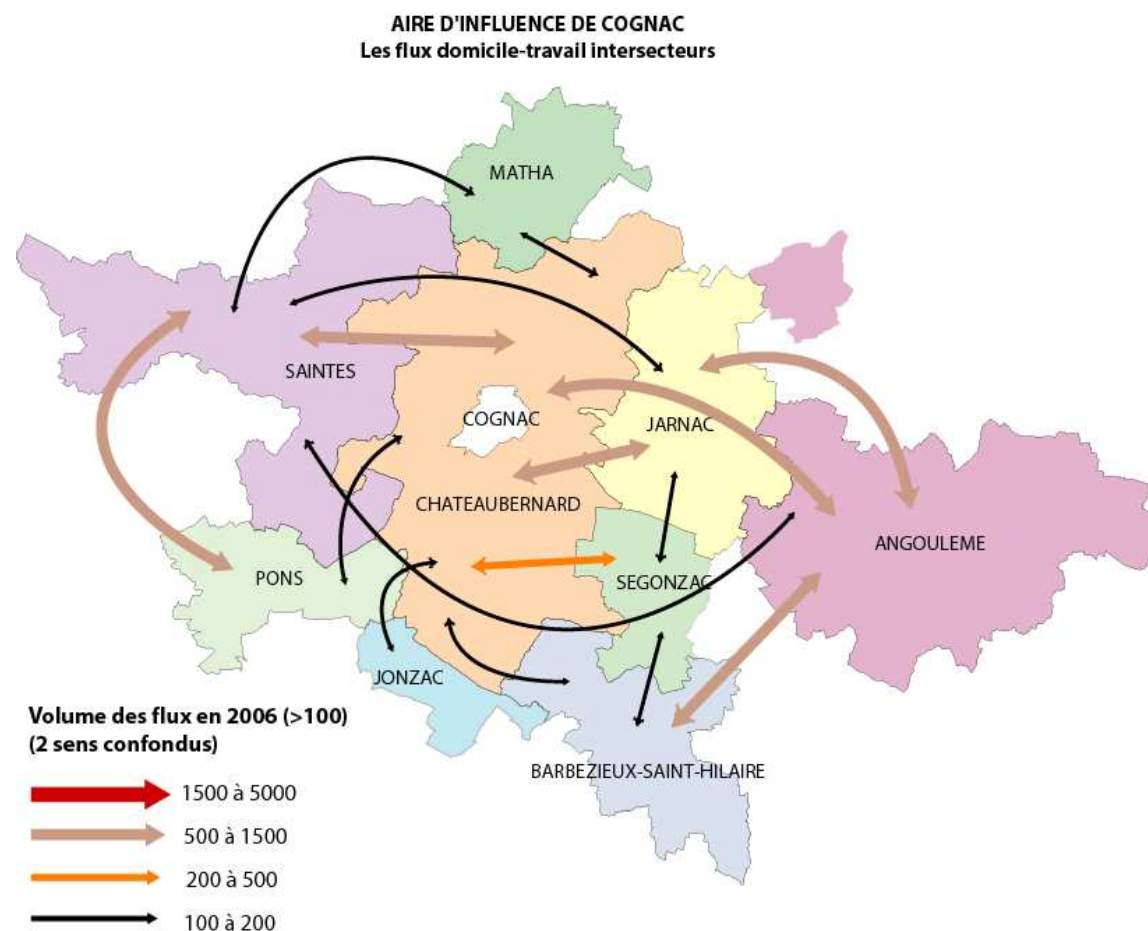 AIRE D'INFLUENCE DE COGNAC
Les flux domicile-travail intersecteurs
MATHA
SAINTES
COGNAC
JARNAC
CHATEAUBERNARD
ANGOULEME
PONS
SEGONZAC
JONZAC
BARBEZIEUX-SAINT-HILAIRE
Volume des flux en 2006 (>100)
(2 sens confondus)
1500 à 5000
500 à 1500
200 à 500
100 à 200